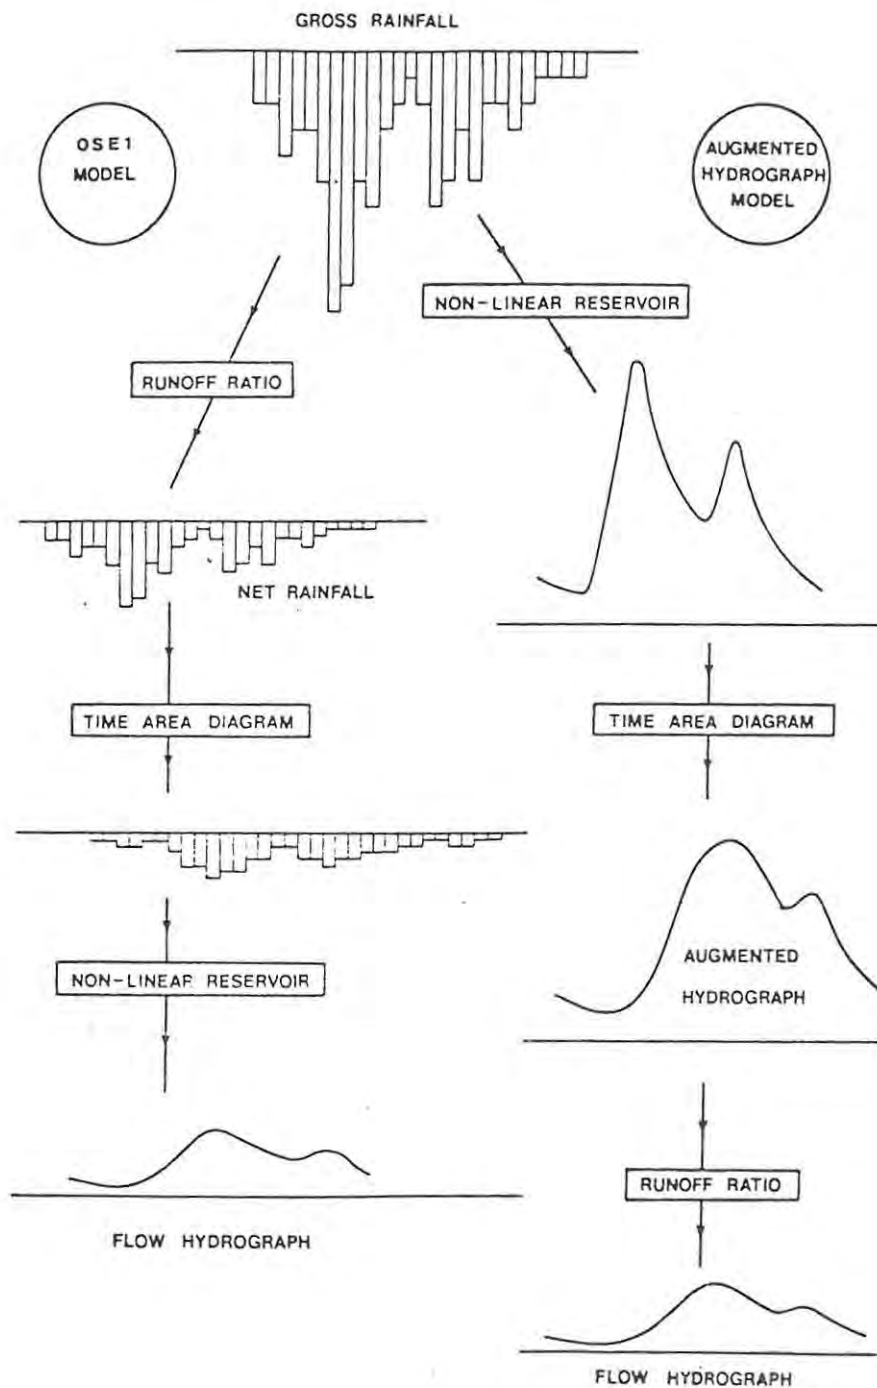 GROSS RAINFALL
OSE1
MODEL
AUGMENTED
HYDROGRAPH
MODEL
NON-LINEAR RESERVOIR
RUNOFF RATIO
NET RAINFALL
TIME AREA DIAGRAM
TIME AREA DIAGRAM
NON-LINEAR RESERVOIR
AUGMENTED
HYDROGRAPH
RUNOFF RATIO
FLOW HYDROGRAPH
FLOW HYDROGRAPH